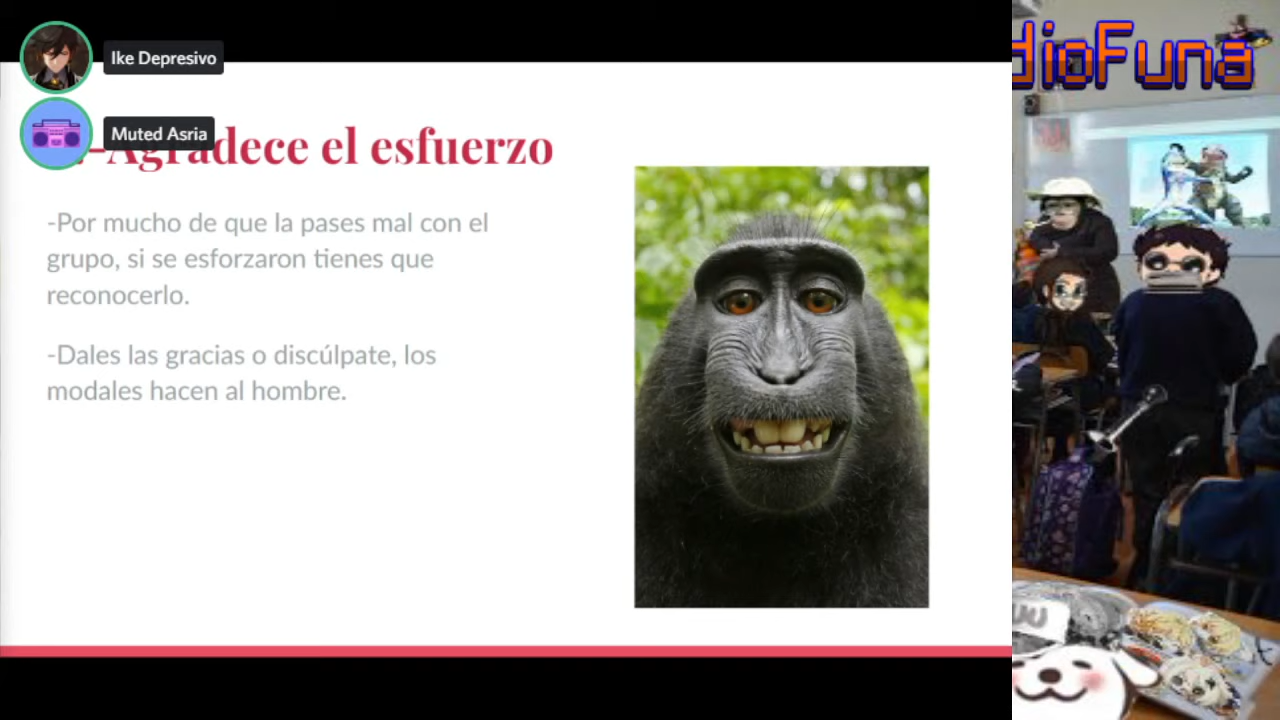 Ike Depresivo
Muted Asria
dioFuna
.-Agradece el esfuerzo
-Por mucho de que la pases mal con el
grupo, si se esforzaron tienes que
reconocerlo.
-Dales las gracias o discúlpate, los
modales hacen al hombre.